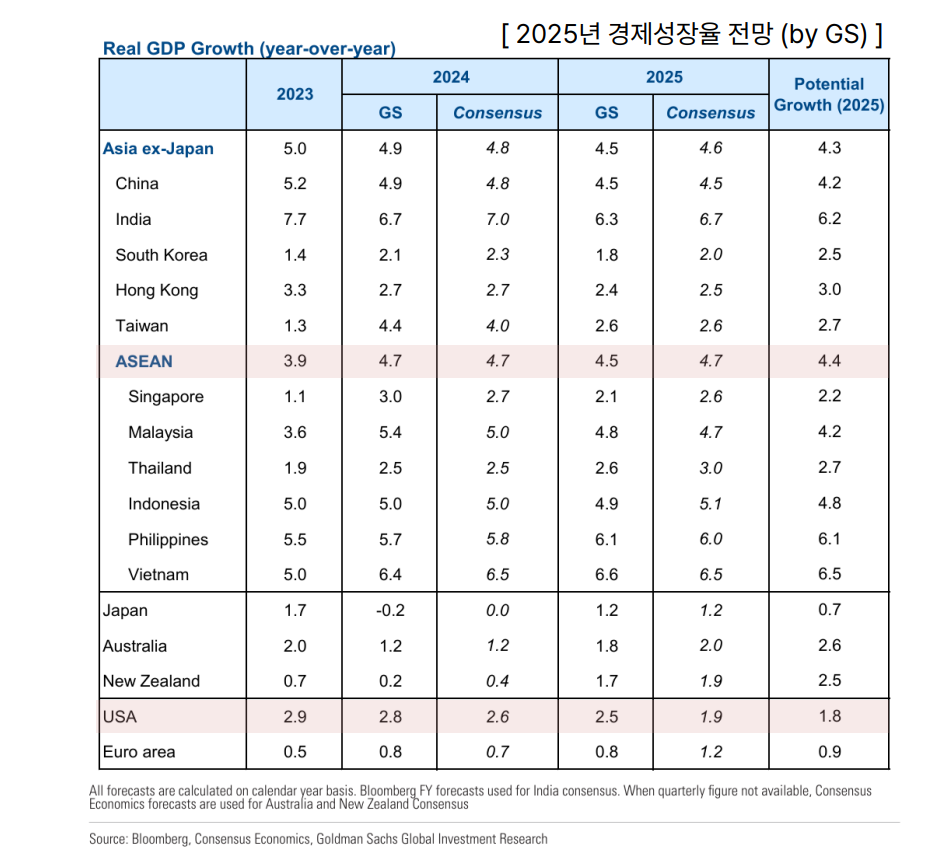 [ 2025년 경제성장율 전망 (by GS) ]
Real GDP Growth (year-over-year)
2023 2024 2025 Potential Growth (2025)
GS Consensus GS Consensus
Asia ex-Japan 5.0 4.9 4.8 4.5 4.6 4.3
China 5.2 4.9 4.8 4.5 4.5 4.2
India 7.7 6.7 7.0 6.3 6.7 6.2
South Korea 1.4 2.1 2.3 1.8 2.0 2.5
Hong Kong 3.3 2.7 2.7 2.4 2.5 3.0
Taiwan 1.3 4.4 4.0 2.6 2.6 2.7
ASEAN 3.9 4.7 4.7 4.5 4.7 4.4
Singapore 1.1 3.0 2.7 2.1 2.6 2.2
Malaysia 3.6 5.4 5.0 4.8 4.7 4.2
Thailand 1.9 2.5 2.5 2.6 3.0 2.7
Indonesia 5.0 5.0 5.0 4.9 5.1 4.8
Philippines 5.5 5.7 5.8 6.1 6.0 6.1
Vietnam 5.0 6.4 6.5 6.6 6.5 6.5
Japan 1.7 -0.2 0.0 1.2 1.2 0.7
Australia 2.0 1.2 1.2 1.8 2.0 2.6
New Zealand 0.7 0.2 0.4 1.7 1.9 2.5
USA 2.9 2.8 2.6 2.5 1.9 1.8
Euro area 0.5 0.8 0.7 0.8 1.2 0.9
All forecasts are calculated on calendar year basis. Bloomberg FY forecasts used for India consensus. When quarterly figure not available, Consensus
Economics forecasts are used for Australia and New Zealand Consensus
Source: Bloomberg, Consensus Economics, Goldman Sachs Global Investment Research